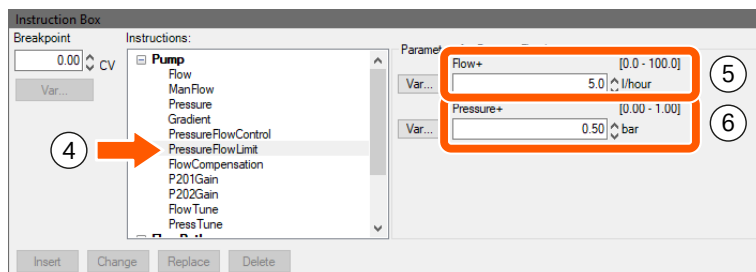 Instruction Box
Breakpoint
Instructions:
0.00 CV
Var...
Pump
Flow
ManFlow
Pressure
Gradient
PressureFlowControl
PressureFlowLimit
FlowCompensation
P201Gain
P202Gain
FlowTune
PressTune
4
Flow+ [0.0 - 100.0]
Var... 5.0 l/hour
5
Pressure+ [0.00 - 1.00]
Var... 0.50 bar
6
Insert Change Replace Delete